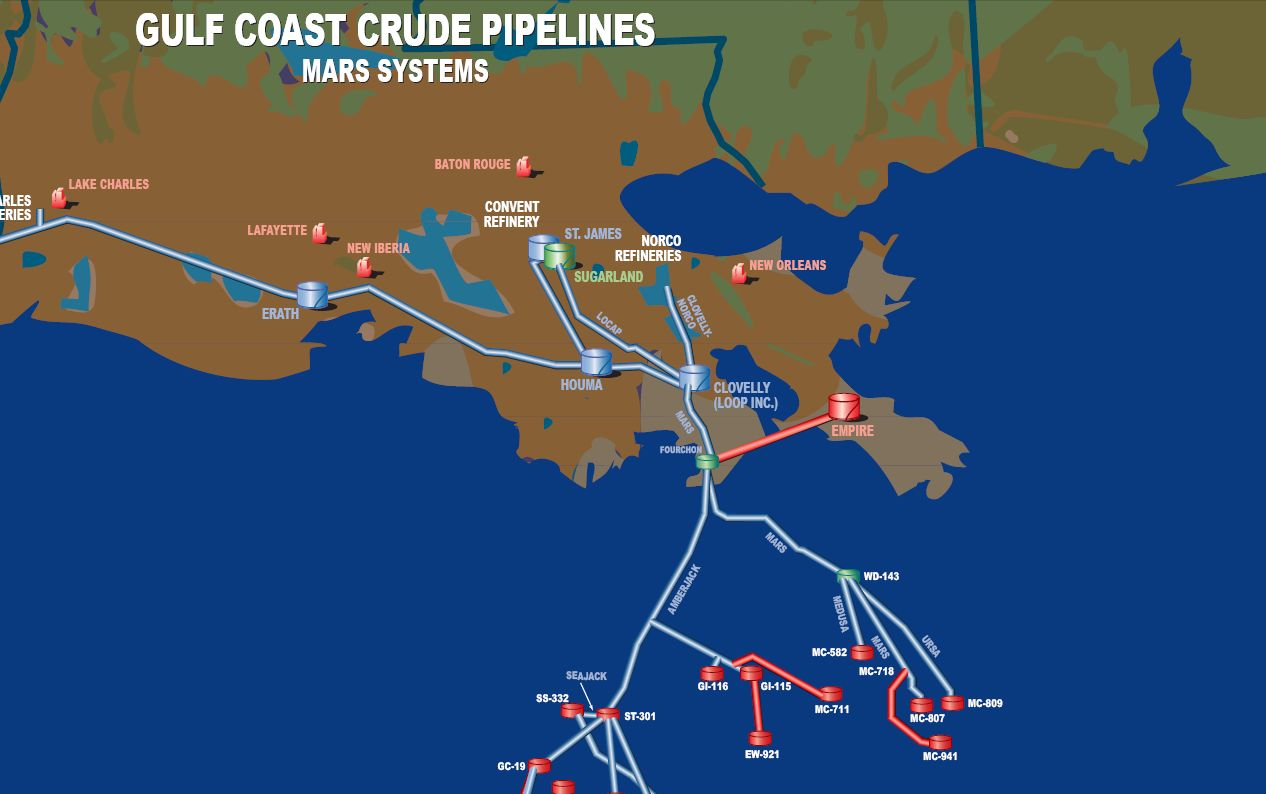 GULF COAST CRUDE PIPELINES
MARS SYSTEMS
BATON ROUGE
LAKE CHARLES
ARLES
ERIES
CONVENT
REFINERY
LAFAYETTE
ST. JAMES
NORCO
REFINERIES
NEW IBERIA
NEW ORLEANS
SUGARLAND
ERATH
LOCAP
CLOVELLY-
NORCO
HOUMA
CLOVELLY
(LOOP INC.)
MARS
EMPIRE
FOURCHON
MARS
AMBERJACK
WD-143
MEDUSA
MARS
URSA
MC-582
MC-718
SEAJACK
GI-116
GI-115
SS-332
MC-711
MC-809
ST-301
MC-807
EW-921
MC-941
GC-19